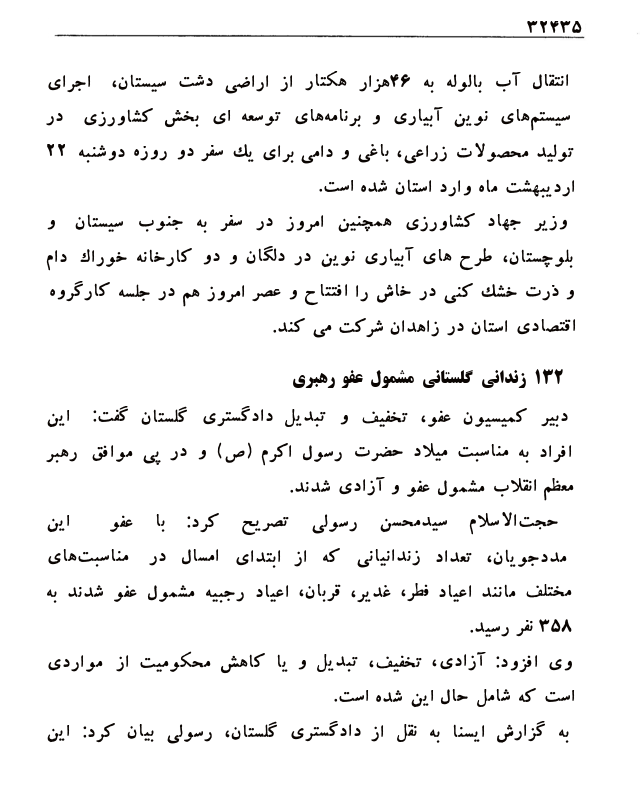 ۳۲۴۳۵
انتقال آب بالوله به ۴۶هزار هکتار از اراضی دشت سیستان، اجرای
سیستم‌های نوین آبیاری و برنامه‌های توسعه ای بخش کشاورزی در
تولید محصولات زراعی، باغی و دامی برای یك سفر دو روزه دوشنبه ۲۲
اردیبهشت ماه وارد استان شده است.
وزیر جهاد کشاورزی همچنین امروز در سفر به جنوب سیستان و
بلوچستان، طرح های آبیاری نوین در دلگان و دو کارخانه خوراك دام
و ذرت خشك کنی در خاش را افتتاح و عصر امروز هم در جلسه کارگروه
اقتصادی استان در زاهدان شرکت می کند.
۱۳۲ زندانی گلستانی مشمول عفو رهبری
دبیر کمیسیون عفو، تخفیف و تبدیل دادگستری گلستان گفت: این
افراد به مناسبت میلاد حضرت رسول اکرم (ص) و در پی موافق رهبر
معظم انقلاب مشمول عفو و آزادی شدند.
حجت‌الاسلام سیدمحسن رسولی تصریح کرد: با عفو این
مددجویان، تعداد زندانیانی که از ابتدای امسال در مناسبت‌های
مختلف مانند اعیاد فطر، غدیر، قربان، اعیاد رجبیه مشمول عفو شدند به
۳۵۸ نفر رسید.
وی افزود: آزادی، تخفیف، تبدیل و یا کاهش محکومیت از مواردی
است که شامل حال این شده است.
به گزارش ایسنا به نقل از دادگستری گلستان، رسولی بیان کرد: این